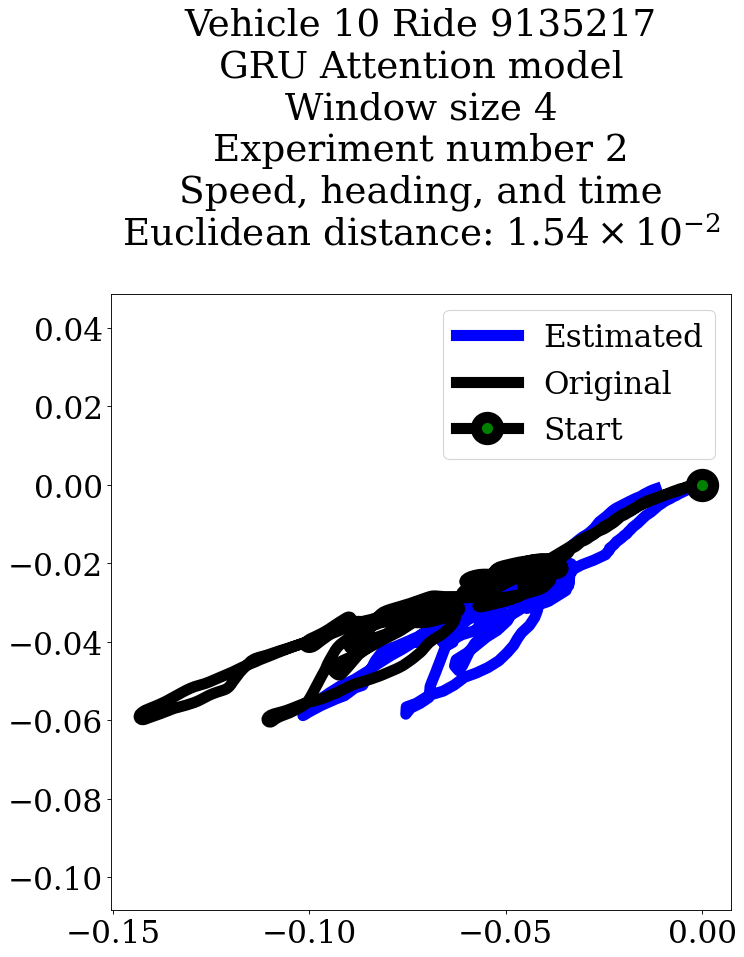 Vehicle 10 Ride 9135217
GRU Attention model
Window size 4
Experiment number 2
Speed, heading, and time
Euclidean distance: 1.54 × 10⁻²
Estimated
Original
Start
0.04
0.02
0.00
−0.02
−0.04
−0.06
−0.08
−0.10
−0.15 −0.10 −0.05 0.00